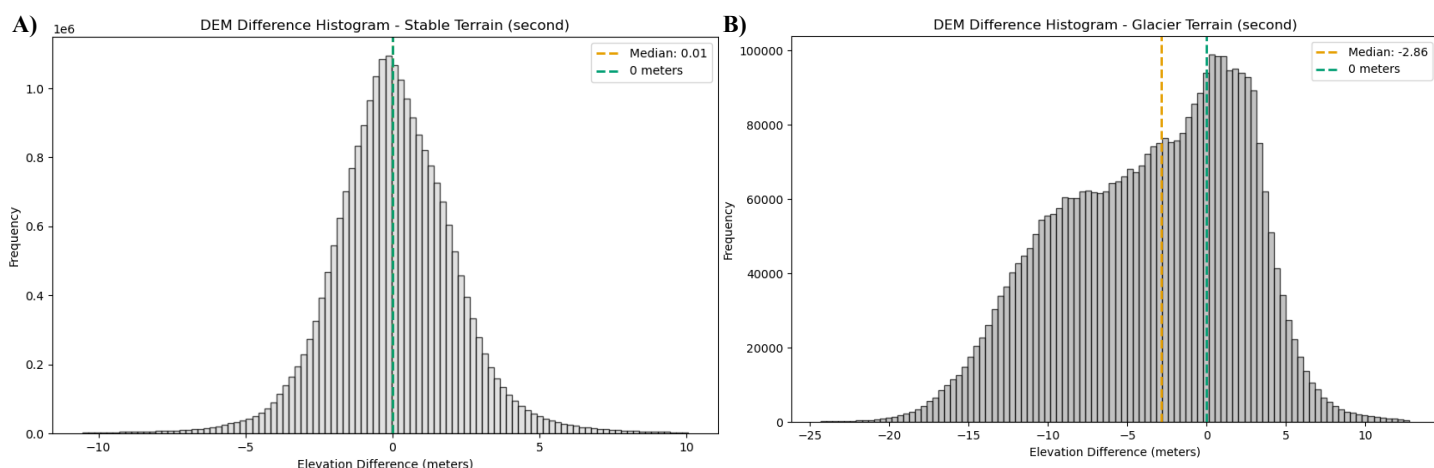 A)
DEM Difference Histogram - Stable Terrain (second)
1e6
Median: 0.01
0 meters
1.0
0.8
0.6
0.4
0.2
0.0
Frequency
−10
−5
0
5
10
Elevation Difference (meters)
B)
DEM Difference Histogram - Glacier Terrain (second)
Median: -2.86
0 meters
100000
80000
60000
40000
20000
0
Frequency
−25
−20
−15
−10
−5
0
5
10
Elevation Difference (meters)